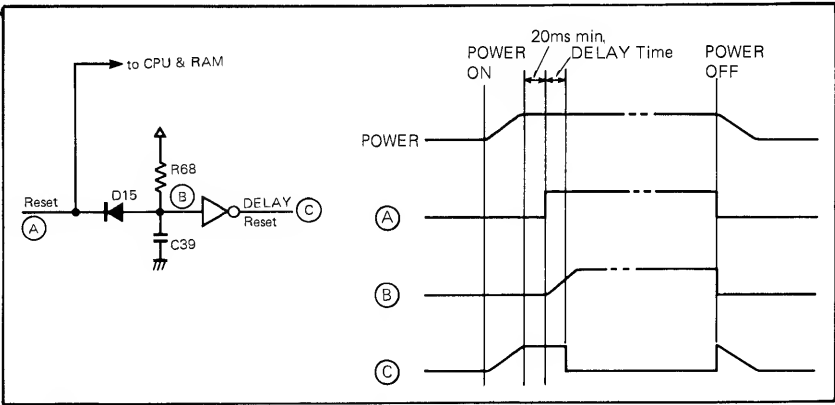 to CPU & RAM
R68
D15
B
Reset
A
DELAY
Reset
C
C39
20ms min,
POWER
ON
DELAY Time
POWER
OFF
POWER
A
B
C